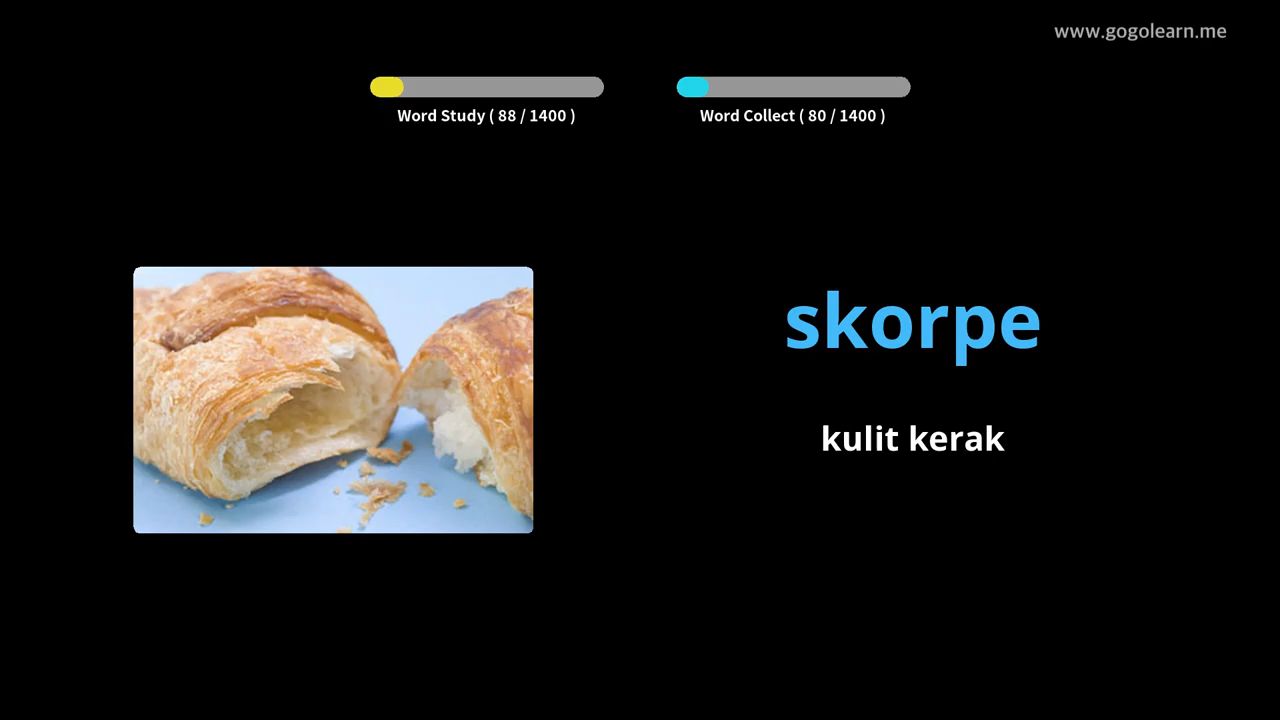 www.gogolearn.me
Word Study ( 88 / 1400 )
Word Collect ( 80 / 1400 )
skorpe
kulit kerak